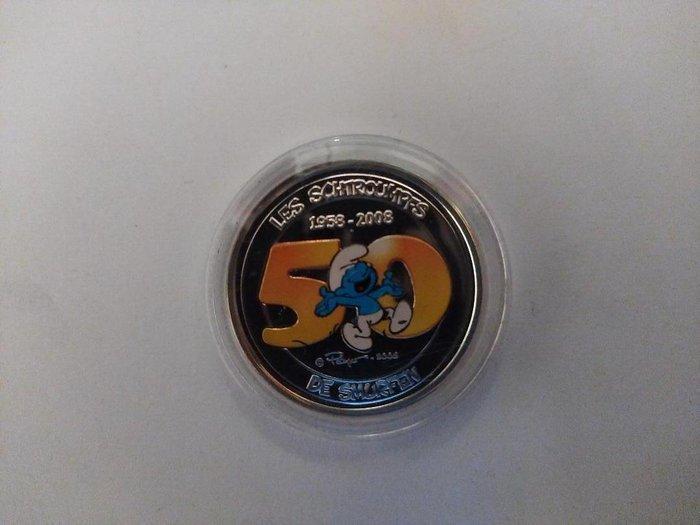 LES SCHTROUMPFS
1958 - 2008
50
© Peyo - 2008
DE SMURFEN